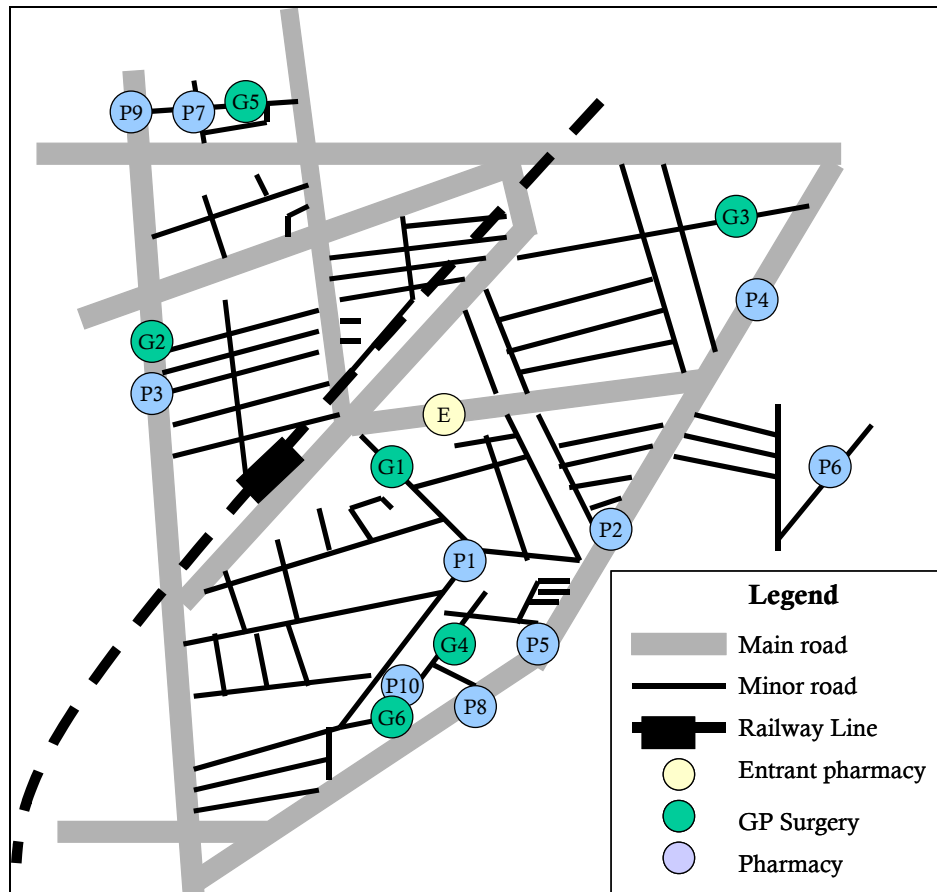 G5
P9
P7
G3
P4
G2
P3
E
G1
P6
P2
P1
G4
P5
P10
P8
G6
Legend
Main road
Minor road
Railway Line
Entrant pharmacy
GP Surgery
Pharmacy